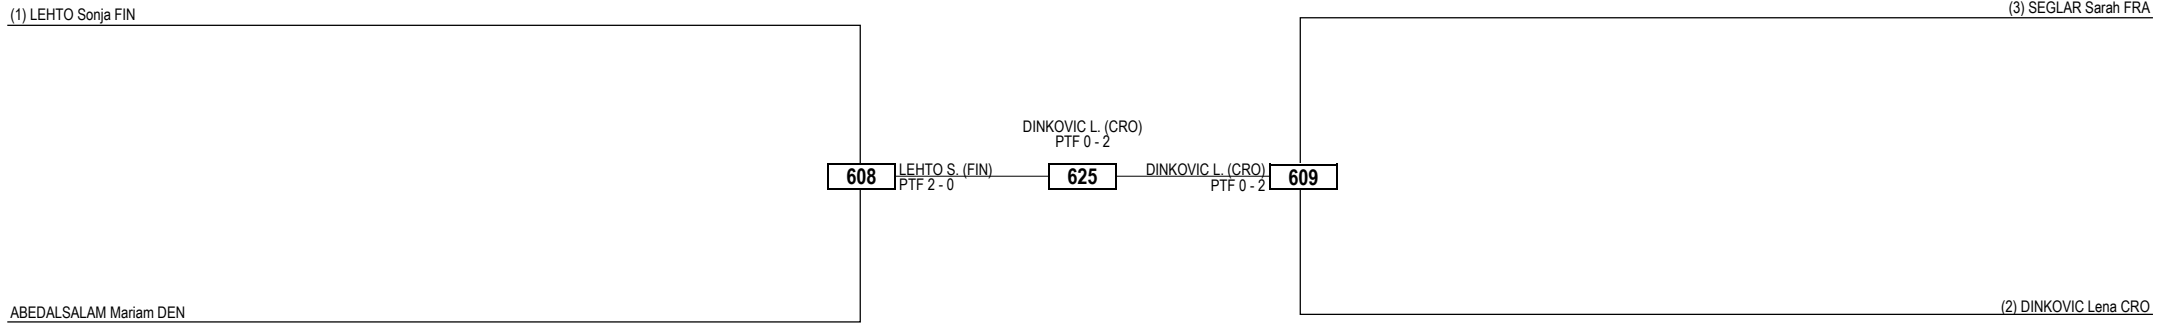 (1) LEHTO Sonja FIN
(3) SEGLAR Sarah FRA
DINKOVIC L. (CRO)
PTF 0 - 2
608
LEHTO S. (FIN)
PTF 2 - 0
625
DINKOVIC L. (CRO)
PTF 0 - 2
609
ABEDALSALAM Mariam DEN
(2) DINKOVIC Lena CRO